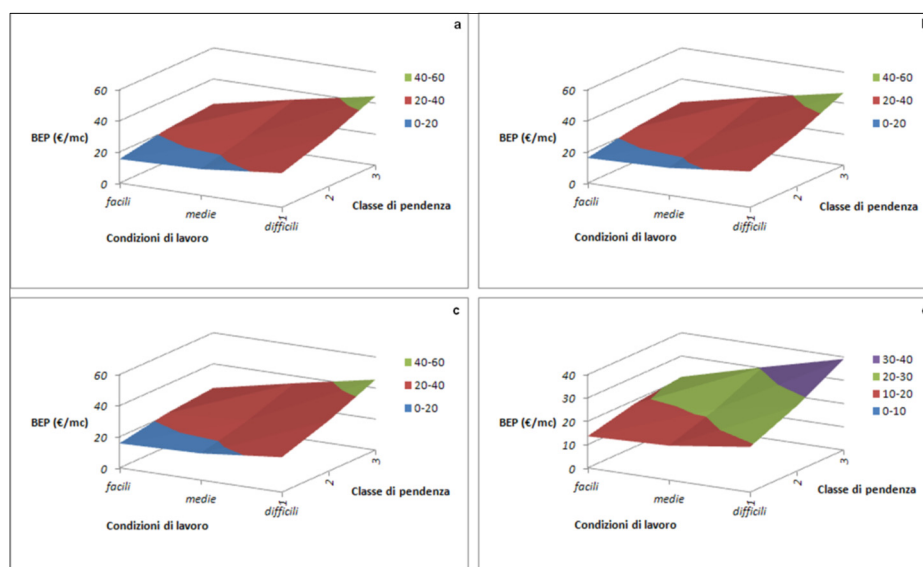 a
40-60
20-40
0-20
60
40
20
0
BEP (€/mc)
facili
medie
difficili
1
2
3
Classe di pendenza
Condizioni di lavoro
40-60
20-40
0-20
60
40
20
0
BEP (€/mc)
facili
medie
difficili
1
2
3
Classe di pendenza
Condizioni di lavoro
c
40-60
20-40
0-20
60
40
20
0
BEP (€/mc)
facili
medie
difficili
1
2
3
Classe di pendenza
Condizioni di lavoro
30-40
20-30
10-20
0-10
40
30
20
10
0
BEP (€/mc)
facili
medie
difficili
1
2
3
Classe di pendenza
Condizioni di lavoro